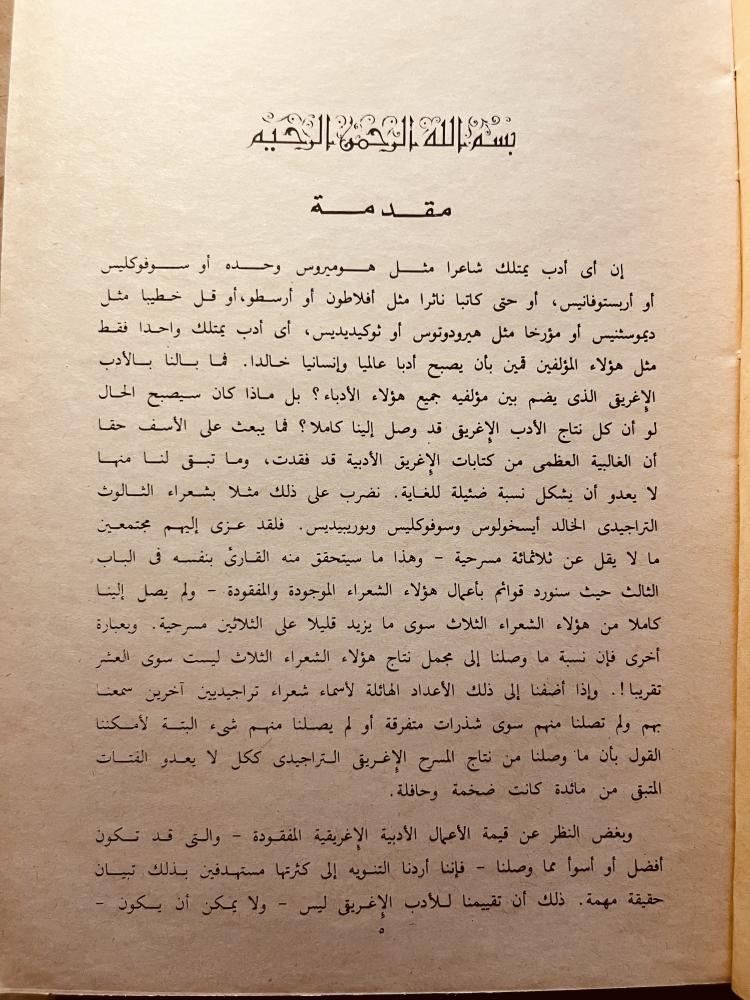 بسم الله الرحمن الرحيم
مقدمة
إن أى أدب يمتلك شاعرا مثل هوميروس وحده أو سوفوكليس
أو أريستوفانيس، أو حتى كاتبا ناثرا مثل أفلاطون أو أرسطو، أو قل خطيبا مثل
ديموستنيس أو مؤرخا مثل هيرودوتوس أو ثوكيديديس، أى أدب يمتلك واحدا فقط
مثل هؤلاء المؤلفين قمين بأن يصبح أدبا عالميا وإنسانيا خالدا. فما بالنا بالأدب
الإغريق الذى يضم بين مؤلفيه جميع هؤلاء الأدباء؟ بل ماذا كان سيصبح الحال
لو أن كل نتاج الأدب الإغريق قد وصل إلينا كاملا؟ فما يبعث على الأسف حقا
أن الغالبية العظمى من كتابات الإغريق الأدبية قد فقدت، وما تبق لنا منها
لا يعدو أن يشكل نسبة ضئيلة للغاية. نضرب على ذلك مثلا بشعراء الثالوث
التراجيدى الخالد أيسخولوس وسوفوكليس ويوريبيديس. فلقد عزى إليهم مجتمعين
ما لا يقل عن ثلاثمائة مسرحية - وهذا ما سيتحقق منه القارئ بنفسه فى الباب
الثالث حيث سنورد قوائم بأعمال هؤلاء الشعراء الموجودة والمفقودة - ولم يصل إلينا
كاملا من هؤلاء الشعراء الثلاث سوى ما يزيد قليلا على الثلاثين مسرحية. وبعبارة
أخرى فإن نسبة ما وصلنا إلى مجمل نتاج هؤلاء الشعراء الثلاث ليست سوى العشر
تقريبا!. وإذا أضفنا إلى ذلك الأعداد الهائلة لأسماء شعراء تراجيديين آخرين سمعنا
بهم ولم تصلنا منهم سوى شذرات متفرقة أو لم يصلنا منهم شىء البتة لأمكننا
القول بأن ما وصلنا من نتاج المسرح الإغريق التراجيدى ككل لا يعدو الفتات
المتبق من مائدة كانت ضخمة وحافلة.
وبغض النظر عن قيمة الأعمال الأدبية الإغريقية المفقودة - والتى قد تكون
أفضل أو أسوأ مما وصلنا - فإننا أردنا التنويه إلى كثرتها مستهدفين بذلك تبيان
حقيقة مهمة. ذلك أن تقييمنا للأدب الإغريق ليس - ولا يمكن أن يكون -
٥